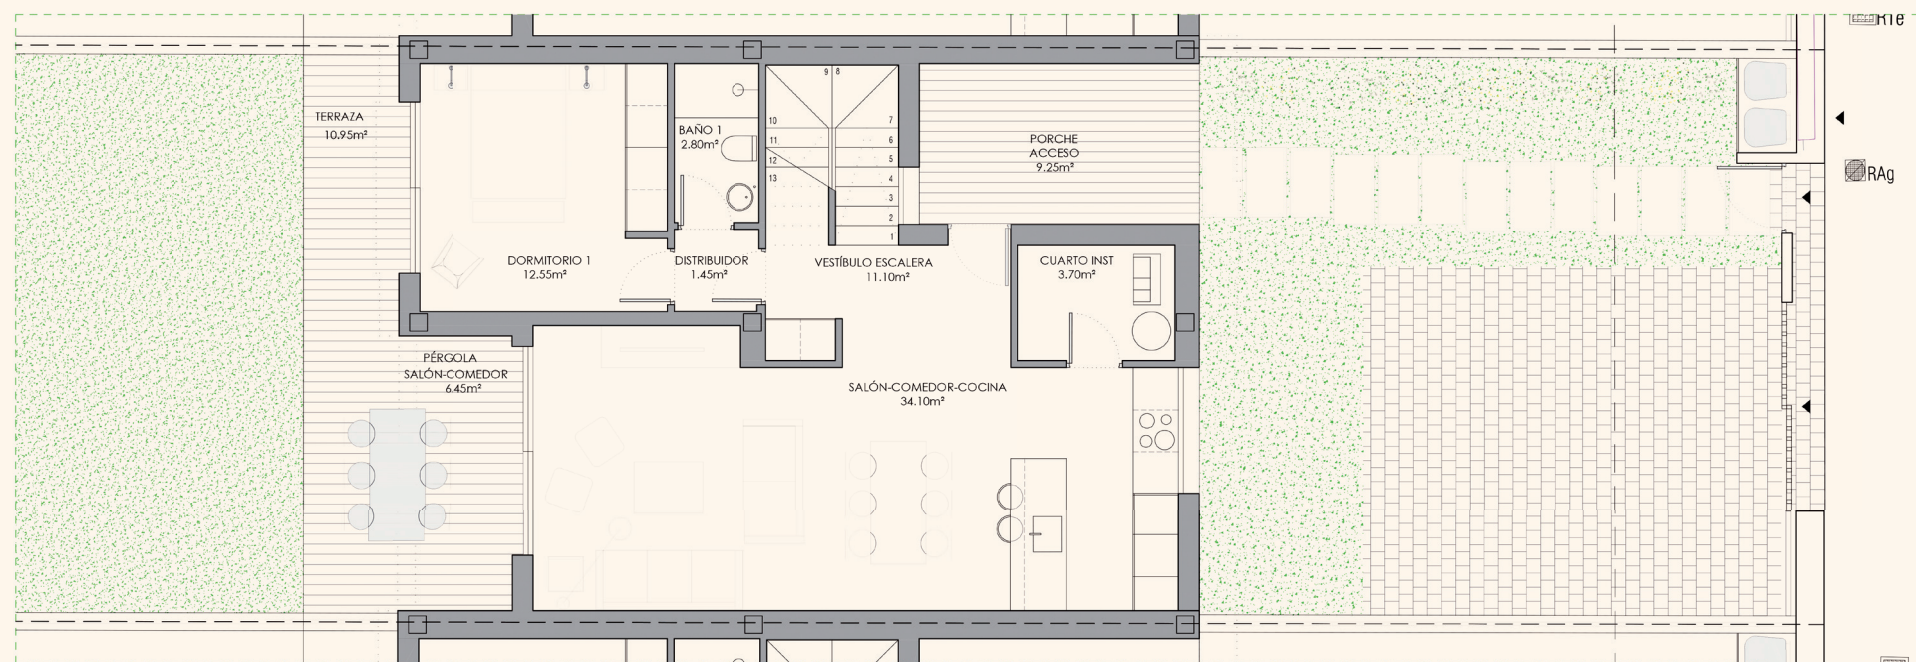 RTe
TERRAZA
10.95m²
BAÑO 1
2.80m²
9 8
10
7
11
6
12
5
13
4
3
2
1
PORCHE
ACCESO
9.25m²
RAg
DORMITORIO 1
12.55m²
DISTRIBUIDOR
1.45m²
VESTÍBULO ESCALERA
11.10m²
CUARTO INST
3.70m²
PÉRGOLA
SALÓN-COMEDOR
6.45m²
SALÓN-COMEDOR-COCINA
34.10m²